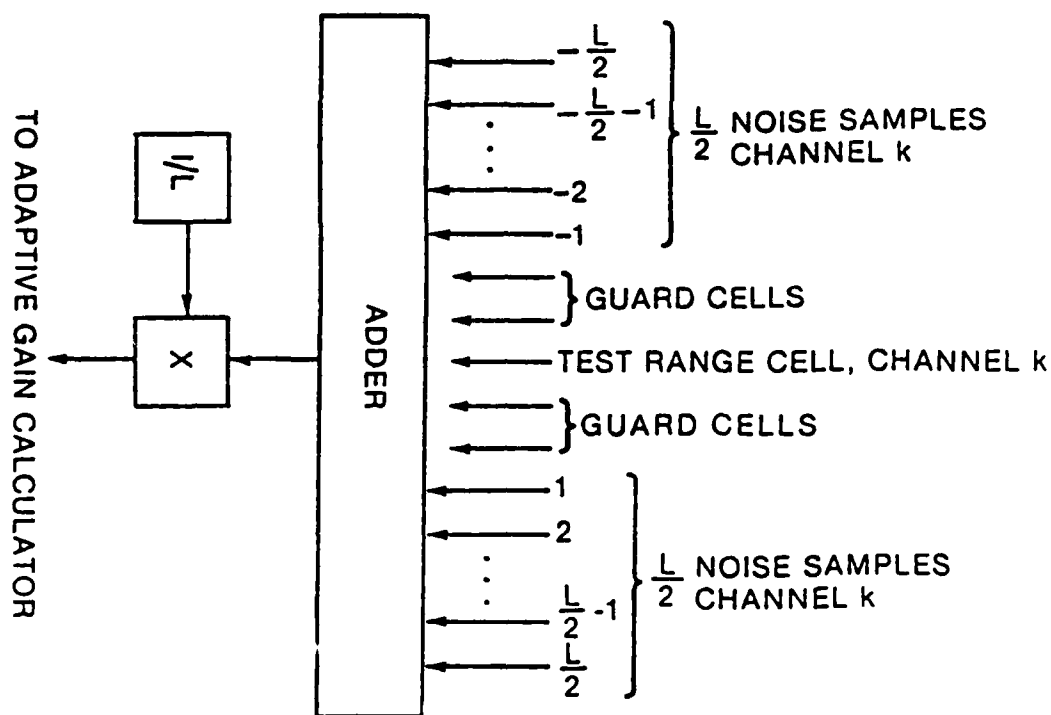 -L/2
-L/2 -1
L/2 NOISE SAMPLES
CHANNEL k
-2
-1
GUARD CELLS
TEST RANGE CELL, CHANNEL k
GUARD CELLS
1
2
L/2 NOISE SAMPLES
CHANNEL k
L/2 -1
L/2
ADDER
1/L
X
TO ADAPTIVE GAIN CALCULATOR